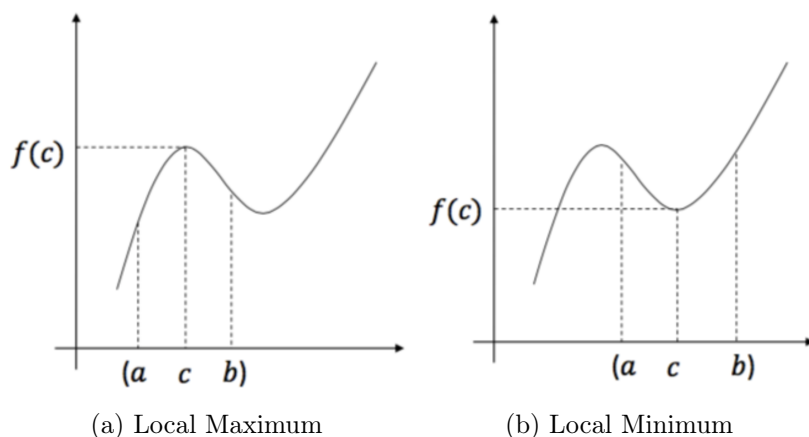 f(c)
f(c)
(a c b)
(a c b)
(a) Local Maximum
(b) Local Minimum